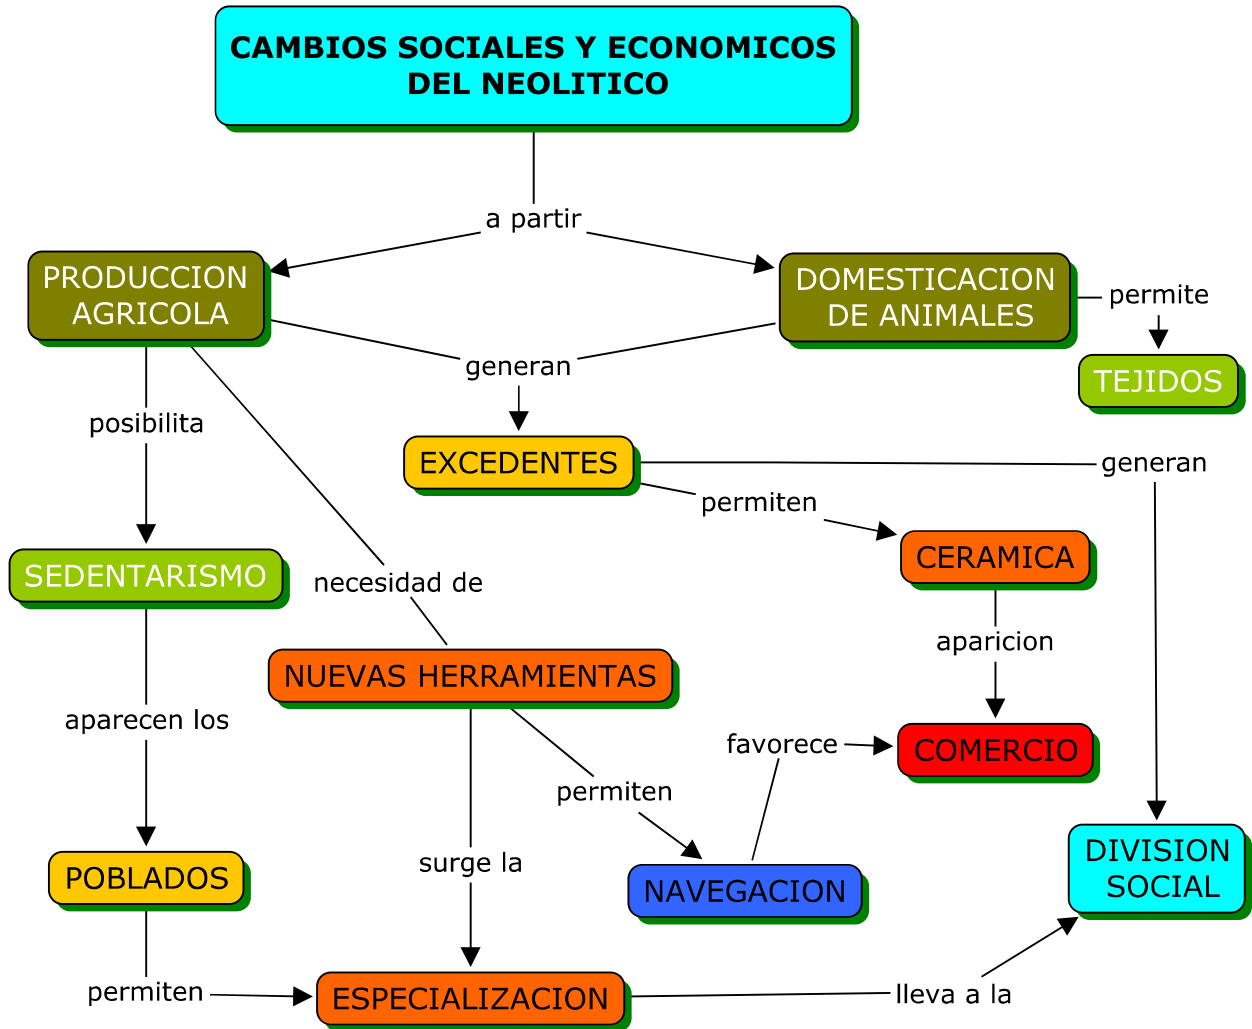 CAMBIOS SOCIALES Y ECONOMICOS
DEL NEOLITICO
a partir
PRODUCCION
AGRICOLA
DOMESTICACION
DE ANIMALES
permite
TEJIDOS
generan
posibilita
EXCEDENTES
generan
permiten
CERAMICA
SEDENTARISMO
necesidad de
aparicion
NUEVAS HERRAMIENTAS
aparecen los
favorece
COMERCIO
permiten
surge la
POBLADOS
NAVEGACION
DIVISION
SOCIAL
permiten
ESPECIALIZACION
lleva a la